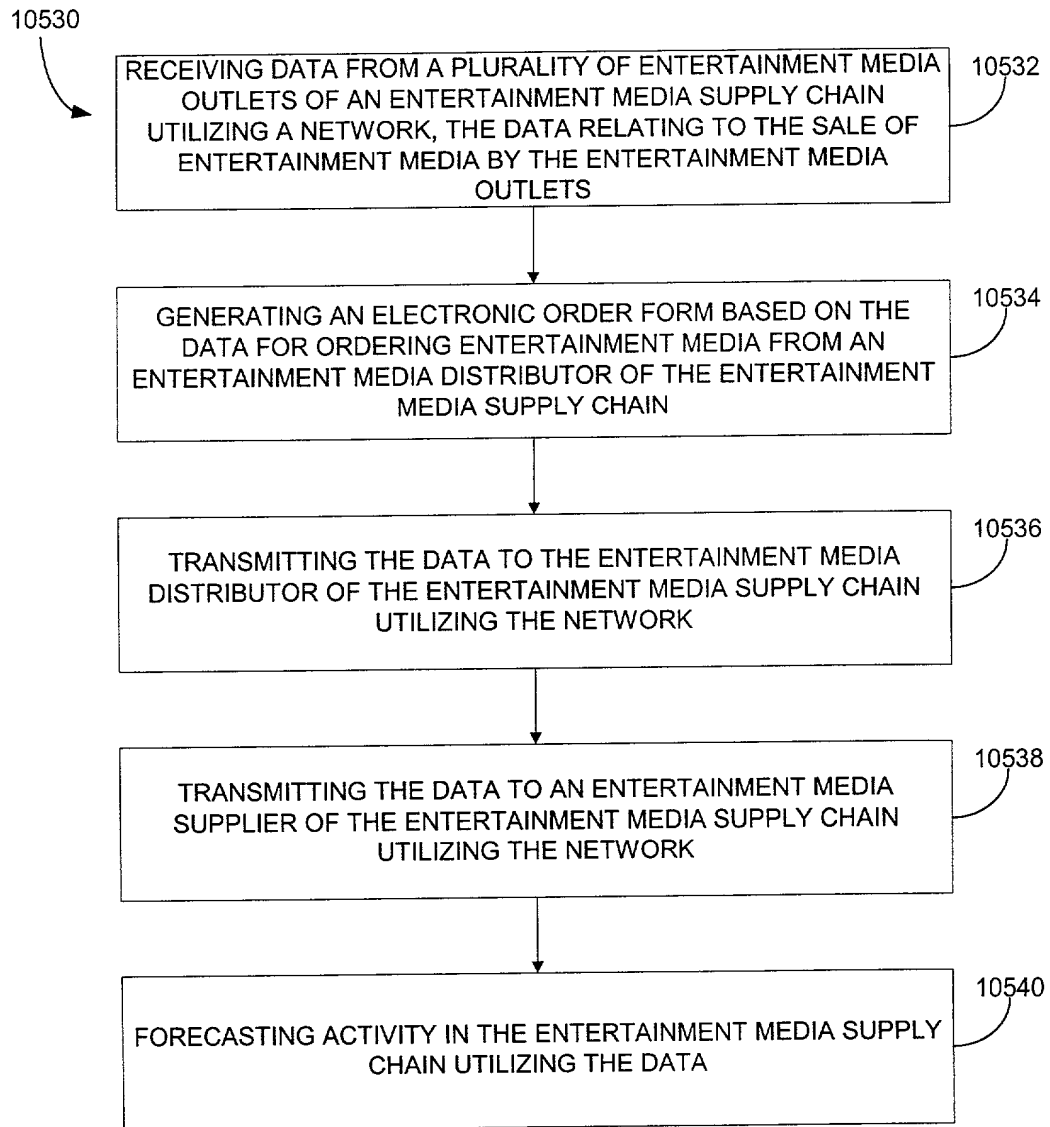 10530
RECEIVING DATA FROM A PLURALITY OF ENTERTAINMENT MEDIA
OUTLETS OF AN ENTERTAINMENT MEDIA SUPPLY CHAIN
UTILIZING A NETWORK, THE DATA RELATING TO THE SALE OF
ENTERTAINMENT MEDIA BY THE ENTERTAINMENT MEDIA
OUTLETS
10532
GENERATING AN ELECTRONIC ORDER FORM BASED ON THE
DATA FOR ORDERING ENTERTAINMENT MEDIA FROM AN
ENTERTAINMENT MEDIA DISTRIBUTOR OF THE ENTERTAINMENT
MEDIA SUPPLY CHAIN
10534
TRANSMITTING THE DATA TO THE ENTERTAINMENT MEDIA
DISTRIBUTOR OF THE ENTERTAINMENT MEDIA SUPPLY CHAIN
UTILIZING THE NETWORK
10536
TRANSMITTING THE DATA TO AN ENTERTAINMENT MEDIA
SUPPLIER OF THE ENTERTAINMENT MEDIA SUPPLY CHAIN
UTILIZING THE NETWORK
10538
FORECASTING ACTIVITY IN THE ENTERTAINMENT MEDIA SUPPLY
CHAIN UTILIZING THE DATA
10540